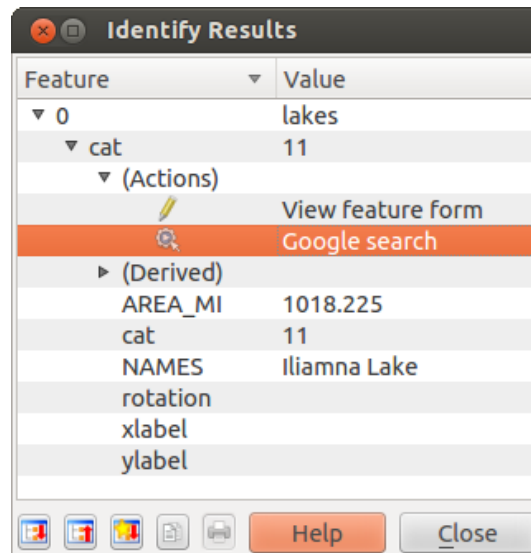 Identify Results
Feature Value
0 lakes
cat 11
(Actions)
View feature form
Google search
(Derived)
AREA_MI 1018.225
cat 11
NAMES Iliamna Lake
rotation
xlabel
ylabel
Help Close